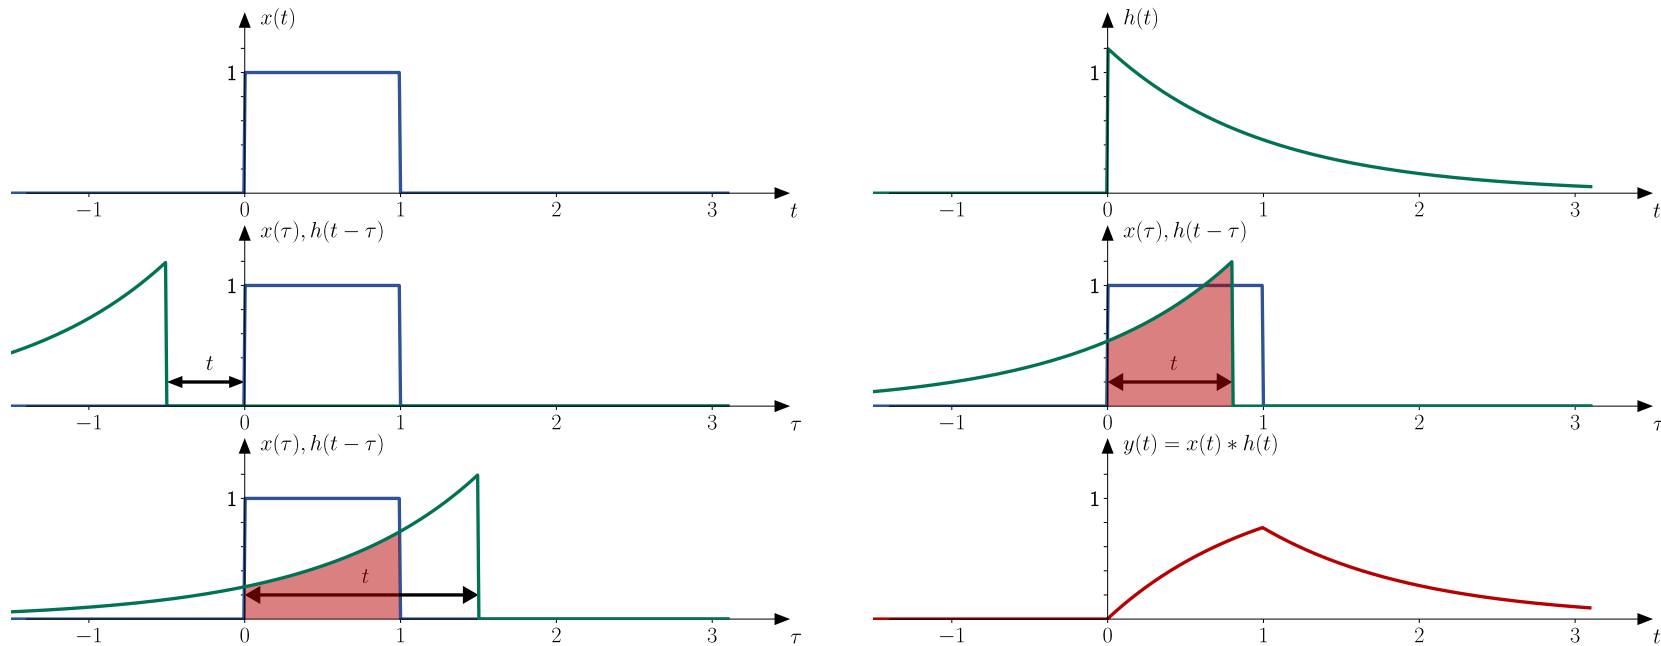 x(t)
1
−1 0 1 2 3 t
h(t)
1
−1 0 1 2 3 t
x(τ), h(t − τ)
1
t
−1 0 1 2 3 τ
x(τ), h(t − τ)
1
t
−1 0 1 2 3 τ
x(τ), h(t − τ)
1
t
−1 0 1 2 3 τ
y(t) = x(t) ∗ h(t)
1
−1 0 1 2 3 t